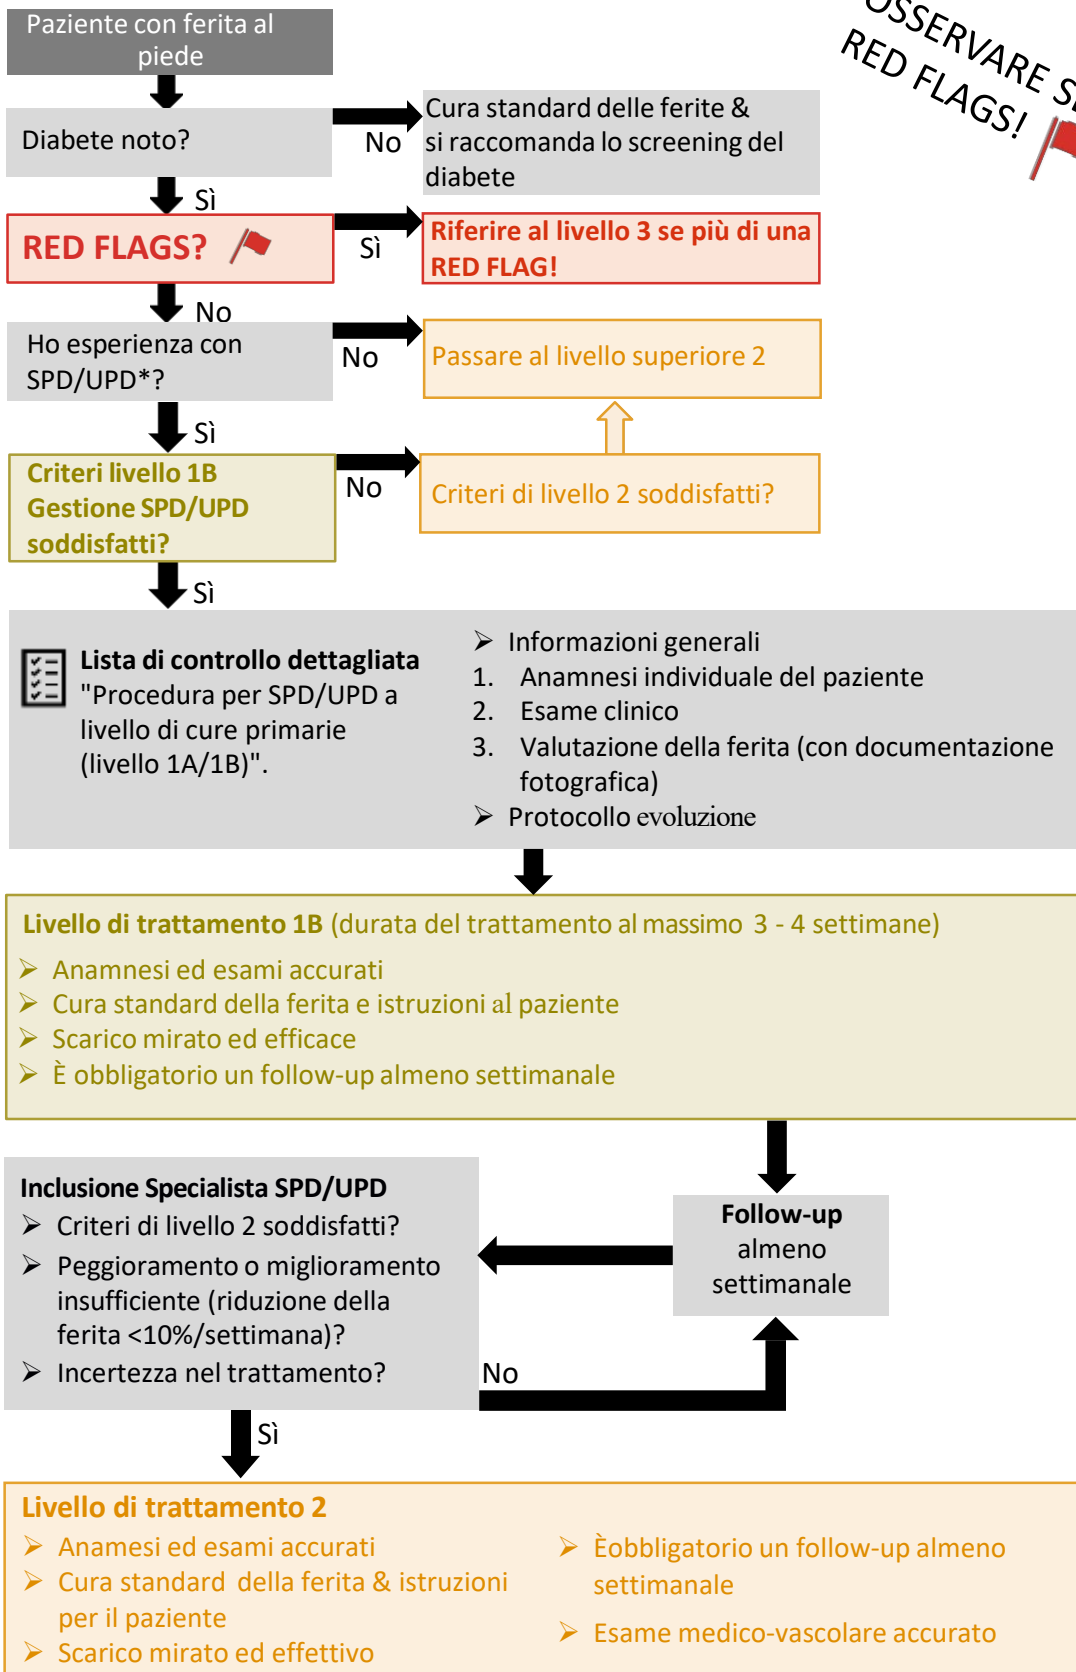 Paziente con ferita al
piede
OSSERVARE
RED FLAGS!
Diabete noto?
No
Cura standard delle ferite &
si raccomanda lo screening del
diabete
Sì
RED FLAGS?
Sì
Riferire al livello 3 se più di una
RED FLAG!
No
Ho esperienza con
SPD/UPD*?
No
Passare al livello superiore 2
Sì
Criteri livello 1B
Gestione SPD/UPD
soddisfatti?
No
Criteri di livello 2 soddisfatti?
Sì
Lista di controllo dettagliata
"Procedura per SPD/UPD a
livello di cure primarie
(livello 1A/1B)".
➢ Informazioni generali
1. Anamnesi individuale del paziente
2. Esame clinico
3. Valutazione della ferita (con documentazione
fotografica)
➢ Protocollo evoluzione
Livello di trattamento 1B (durata del trattamento al massimo 3 - 4 settimane)
➢ Anamnesi ed esami accurati
➢ Cura standard della ferita e istruzioni al paziente
➢ Scarico mirato ed efficace
➢ È obbligatorio un follow-up almeno settimanale
Inclusione Specialista SPD/UPD
➢ Criteri di livello 2 soddisfatti?
➢ Peggioramento o miglioramento
insufficiente (riduzione della
ferita <10%/settimana)?
➢ Incertezza nel trattamento?
Follow-up
almeno
settimanale
No
Sì
Livello di trattamento 2
➢ Anamesi ed esami accurati
➢ Cura standard della ferita & istruzioni
per il paziente
➢ Scarico mirato ed effettivo
➢ Èobbligatorio un follow-up almeno
settimanale
➢ Esame medico-vascolare accurato